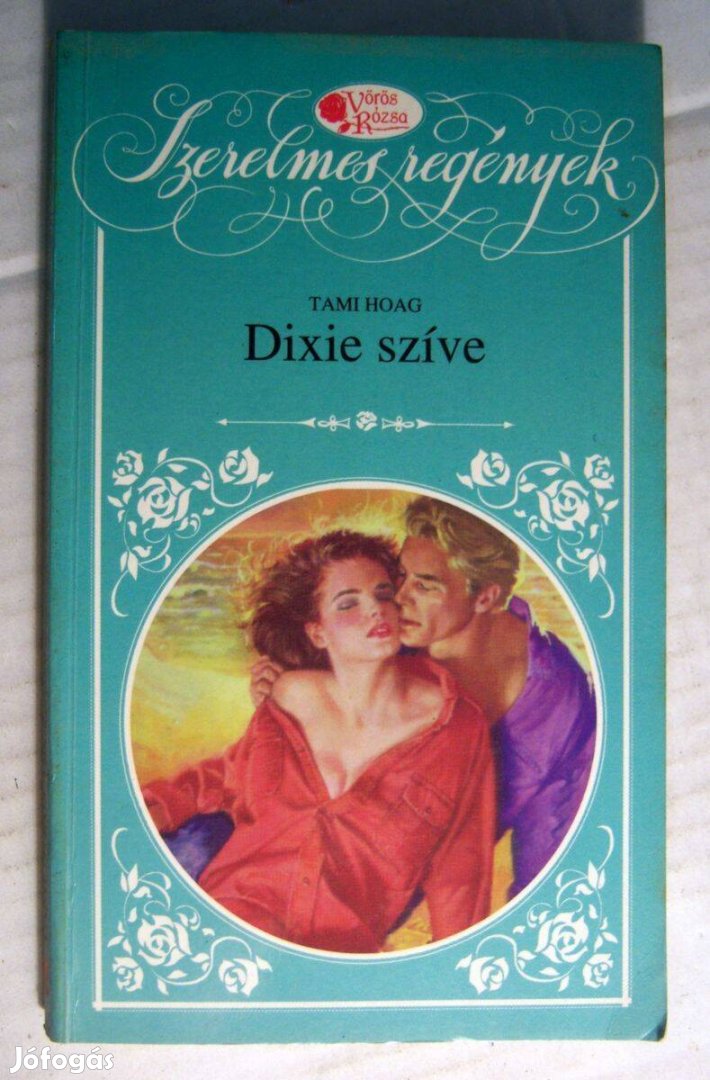 Vörös
Rózsa
Szerelmes regények
TAMI HOAG
Dixie szíve
Jófogás